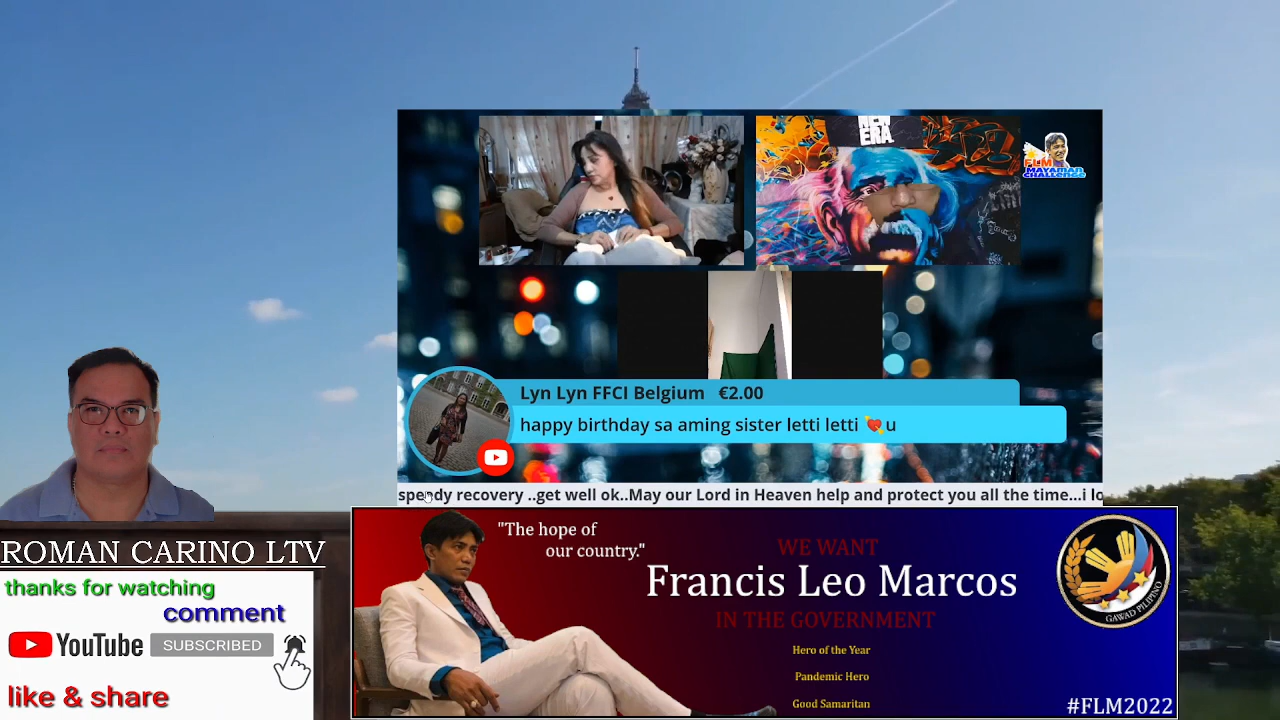 NEW
ERA
FLM
MAYAMAN
CHALLENGE
Lyn Lyn FFCI Belgium €2.00
happy birthday sa aming sister letti letti 💘u
speedy recovery ..get well ok..May our Lord in Heaven help and protect you all the time...i lo
"The hope of
our country."
WE WANT
Francis Leo Marcos
IN THE GOVERNMENT
Hero of the Year
Pandemic Hero
Good Samaritan
GAWAD PILIPINO
#FLM2022
ROMAN CARINO LTV
thanks for watching
comment
YouTube SUBSCRIBED
like & share